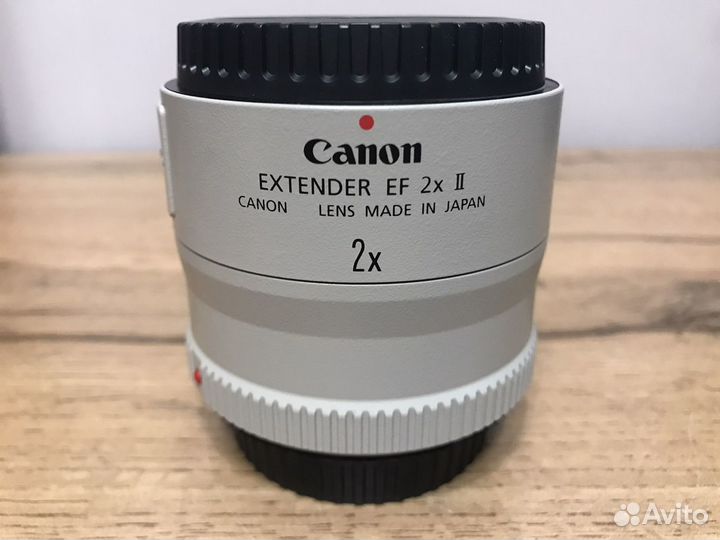 Canon
EXTENDER EF 2x II
CANON LENS MADE IN JAPAN
2x
Avito